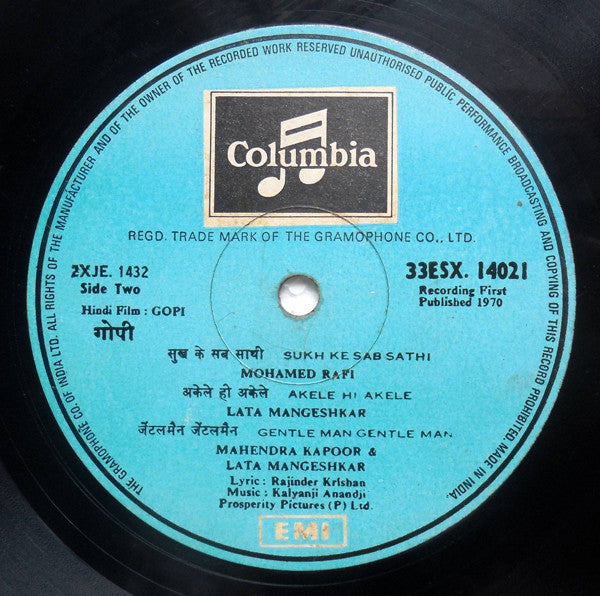 THE GRAMOPHONE CO. OF INDIA LTD. ALL RIGHTS OF THE MANUFACTURER AND OF THE OWNER OF THE RECORDED WORK RESERVED UNAUTHORISED PUBLIC PERFORMANCE BROADCASTING AND COPYING OF THIS RECORD PROHIBITED. MADE IN INDIA.
Columbia
REGD. TRADE MARK OF THE GRAMOPHONE CO., LTD.
2XJE. 1432
33ESX. 14021
Side Two
Recording First
Published 1970
Hindi Film : GOPI
गोपी
सुख के सब साथी SUKH KE SAB SATHI
MOHAMED RAFI
अकेले ही अकेले AKELE HI AKELE
LATA MANGESHKAR
जेंटलमैन जेंटलमैन GENTLE MAN GENTLE MAN
MAHENDRA KAPOOR &
LATA MANGESHKAR
Lyric : Rajinder Krishan
Music : Kalyanji Anandji
Prosperity Pictures (P) Ltd.
EMI